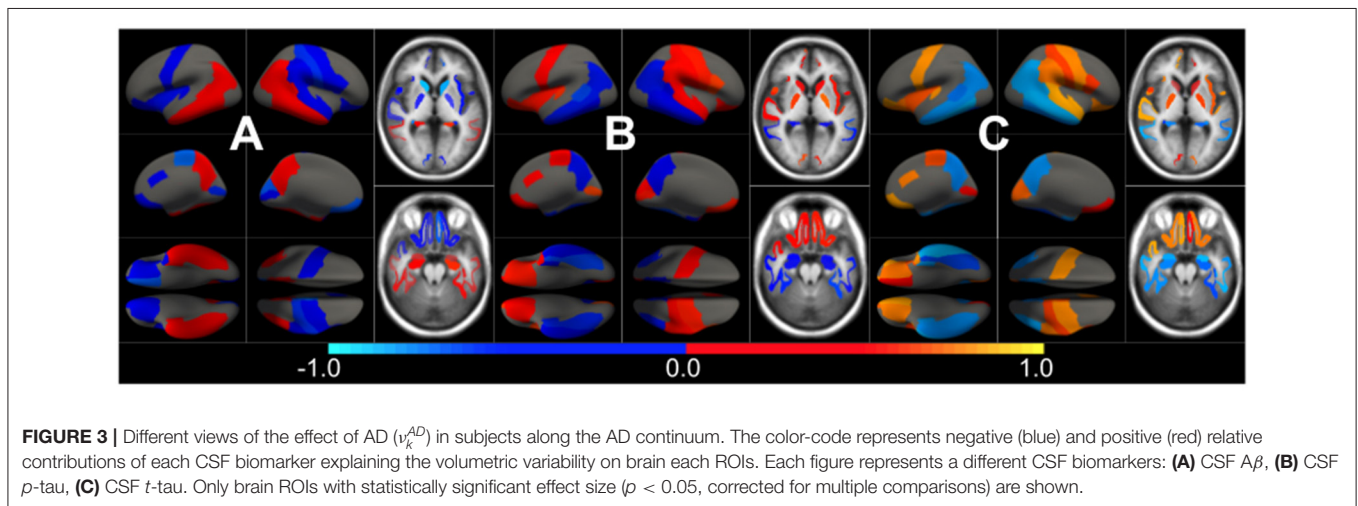 A
B
C
-1.0 0.0 1.0
FIGURE 3 | Different views of the effect of AD (ν_k^AD) in subjects along the AD continuum. The color-code represents negative (blue) and positive (red) relative
contributions of each CSF biomarker explaining the volumetric variability on brain each ROIs. Each figure represents a different CSF biomarkers: (A) CSF Aβ, (B) CSF
p-tau, (C) CSF t-tau. Only brain ROIs with statistically significant effect size (p < 0.05, corrected for multiple comparisons) are shown.